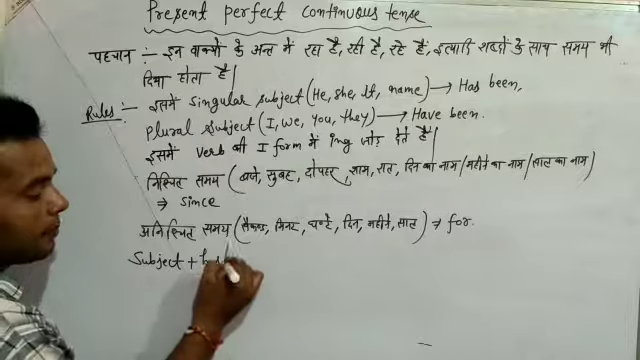 Present perfect continuous tense
पहचान :- इन वाक्यो के अन्त में रहा है, रही है, रहे हैं, इत्यादि शब्दो के साथ समय भी
दिया होता है|
Rules :- इसमें Singular subject (He, she, It, name) → Has been,
Plural Subject (I, we, you, they) → Have been.
इसमें verb की I form में ing जोड़ देते है|
निश्चित समय (बजे, सुबह, दोपहर, शाम, रात, दिन का नाम/महीने का नाम/साल का नाम)
⇒ since
अनिश्चित समय (सैकण्ड, मिनट, घण्टे, दिन, महीने, साल) ⇒ for.
Subject +